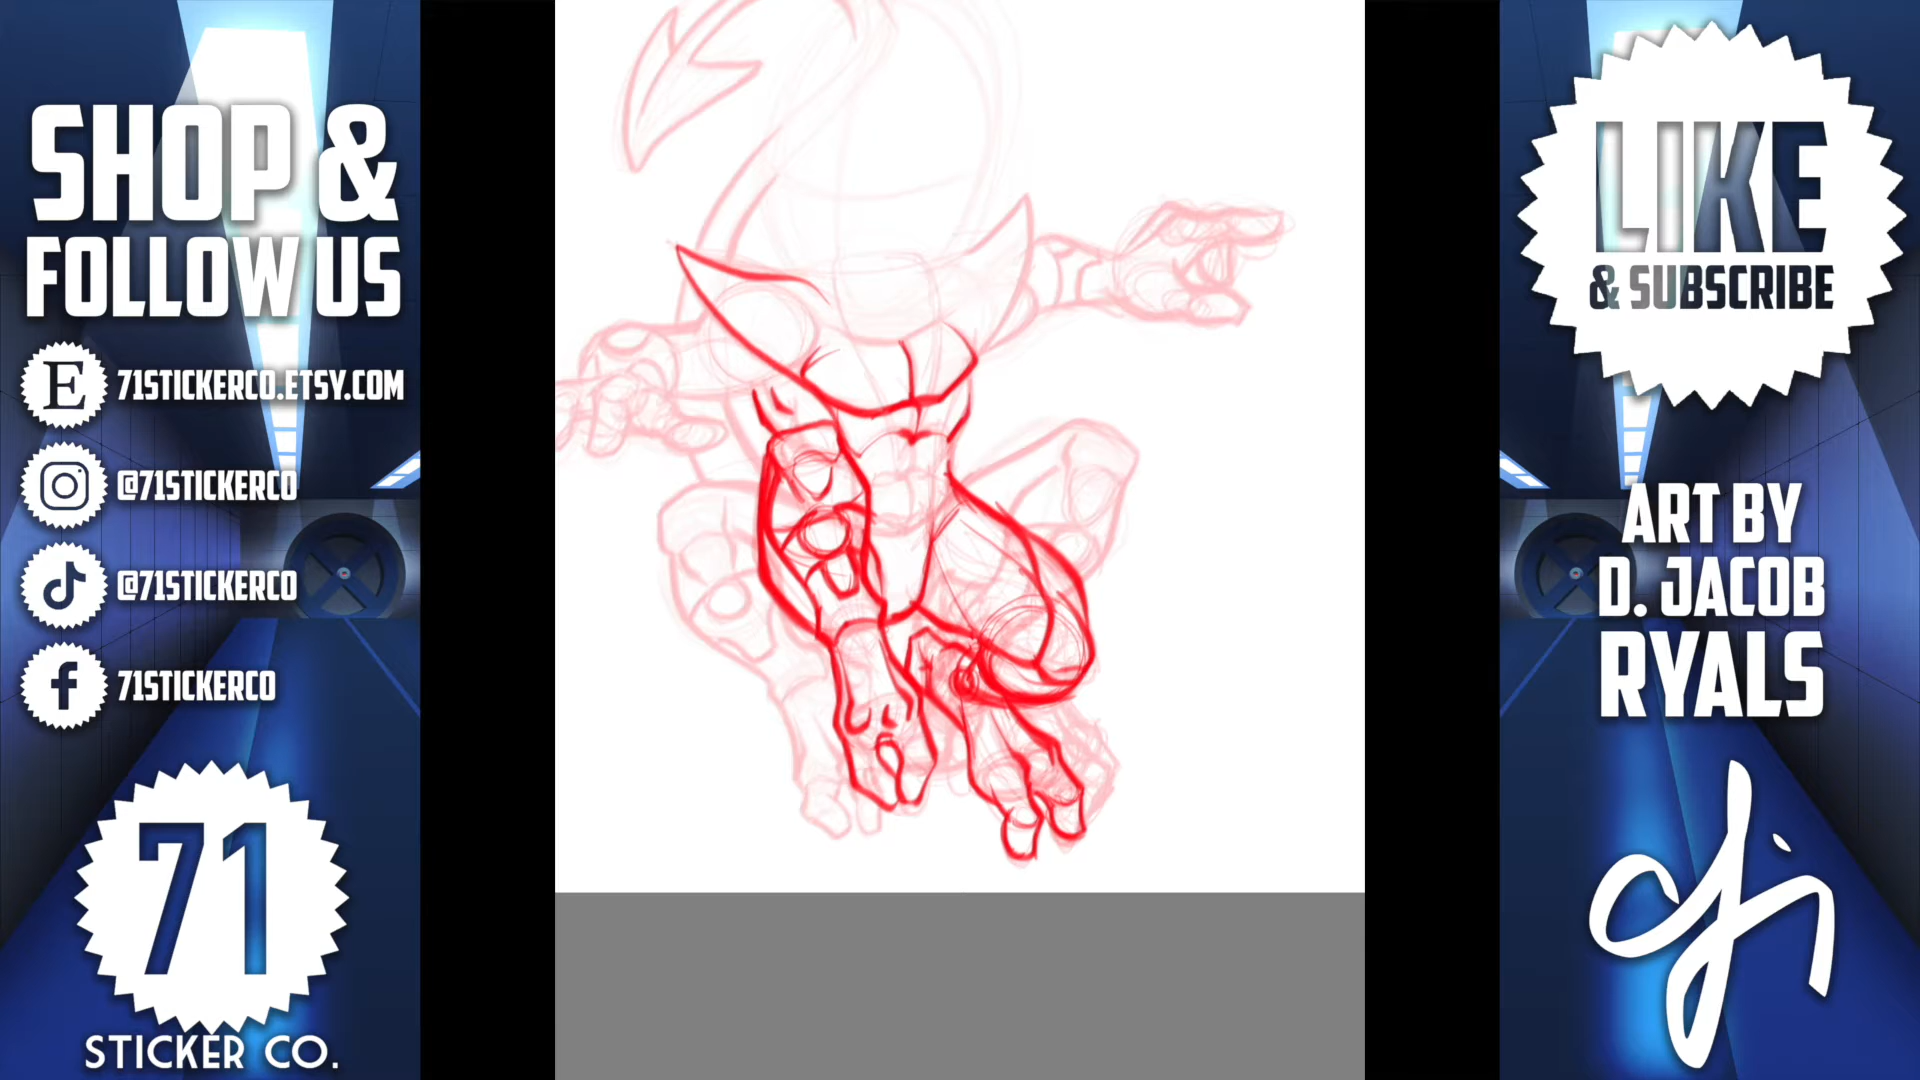 SHOP &
FOLLOW US
71STICKERCO.ETSY.COM
@71STICKERCO
@71STICKERCO
71STICKERCO
71
STICKER CO.
LIKE
& SUBSCRIBE
ART BY
D. JACOB
RYALS